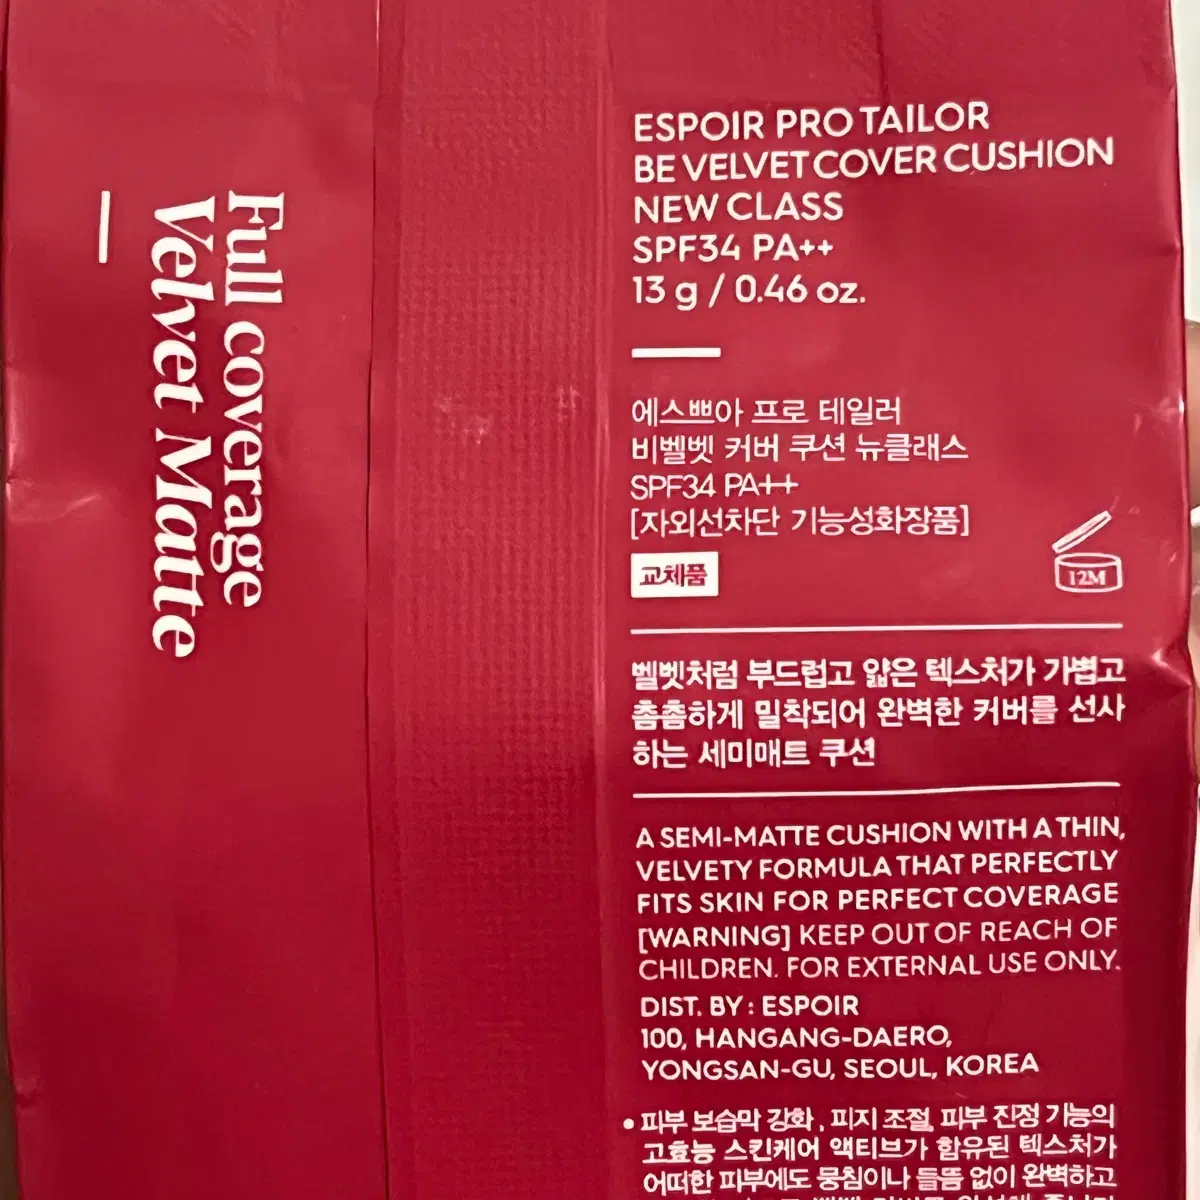 Full coverage
Velvet Matte
ESPOIR PRO TAILOR
BE VELVET COVER CUSHION
NEW CLASS
SPF34 PA++
13 g / 0.46 oz.
에스쁘아 프로 테일러
비벨벳 커버 쿠션 뉴클래스
SPF34 PA++
[자외선차단 기능성화장품]
교체품
12M
벨벳처럼 부드럽고 얇은 텍스처가 가볍고
촘촘하게 밀착되어 완벽한 커버를 선사
하는 세미매트 쿠션
A SEMI-MATTE CUSHION WITH A THIN,
VELVETY FORMULA THAT PERFECTLY
FITS SKIN FOR PERFECT COVERAGE
[WARNING] KEEP OUT OF REACH OF
CHILDREN. FOR EXTERNAL USE ONLY.
DIST. BY : ESPOIR
100, HANGANG-DAERO,
YONGSAN-GU, SEOUL, KOREA
• 피부 보습막 강화, 피지 조절, 피부 진정 기능의
고효능 스킨케어 액티브가 함유된 텍스처가
어떠한 피부에도 뭉침이나 들뜸 없이 완벽하고